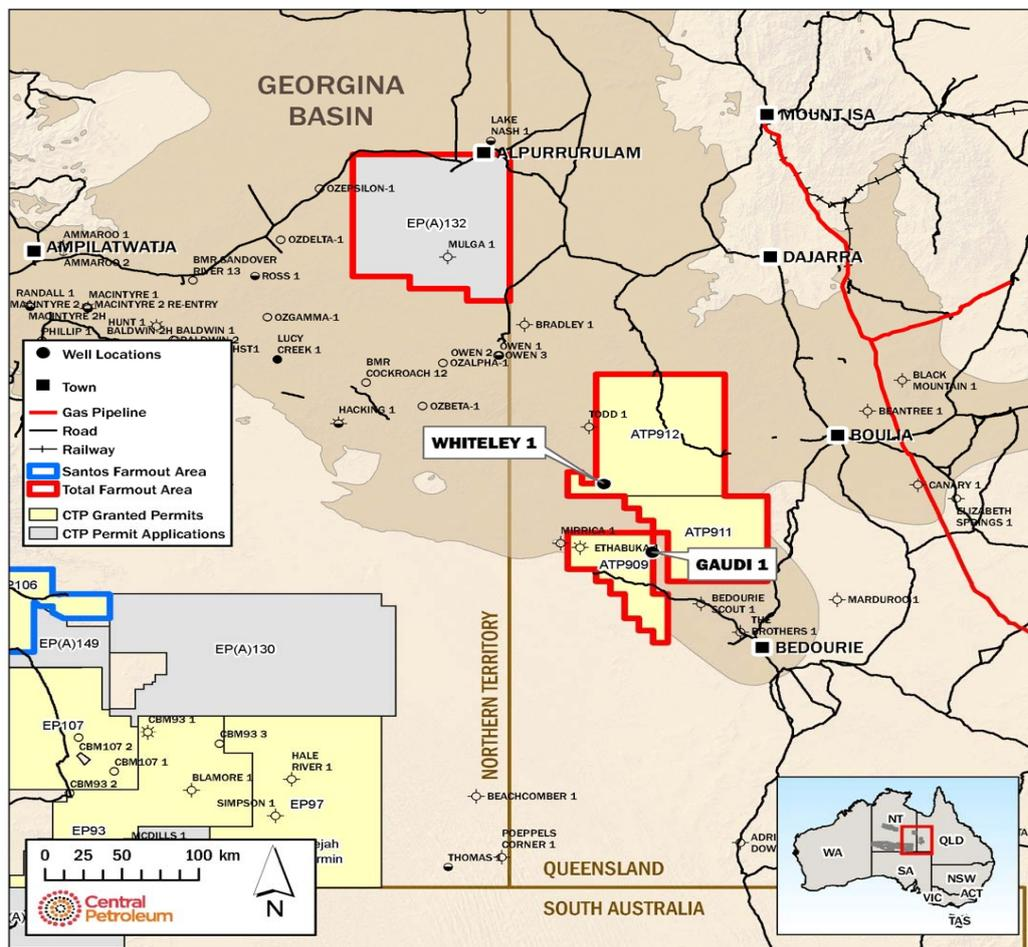 GEORGINA
BASIN
LAKE
NASH 1
MOUNT ISA
ALPURRURULAM
OZEPSILON-1
EP(A)132
MULGA 1
AMMAROO 1
AMPILATWATJA
AMMAROO 2
OZDELTA-1
BMR SANDOVER
RIVER 13
ROSS 1
DAJARRA
RANDALL 1
MACINTYRE 1
MACINTYRE 2
MACINTYRE 2 RE-ENTRY
MACINTYRE 2H
HUNT 1
PHILLIP 1
BALDWIN 2H
BALDWIN 1
BALDWIN 2
HST1
OZGAMMA-1
LUCY
CREEK 1
BRADLEY 1
OWEN 1
OWEN 2
OWEN 3
OZALPHA-1
BMR
COCKROACH 12
OZBETA-1
HACKING 1
BLACK
MOUNTAIN 1
BEANTREE 1
TODD 1
ATP912
BOULIA
WHITELEY 1
CANARY 1
ELIZABETH
SPRINGS 1
Well Locations
Town
Gas Pipeline
Road
Railway
Santos Farmout Area
Total Farmout Area
CTP Granted Permits
CTP Permit Applications
MIRRICA 1
ATP911
ETHABUKA
ATP909
GAUDI 1
BEDOURIE
SCOUT 1
THE
BROTHERS 1
MARDUROO 1
BEDOURIE
P106
EP(A)149
EP(A)130
NORTHERN TERRITORY
EP107
CBM93 1
CBM107 2
CBM93 3
CBM107 1
CBM93 2
BLAMORE 1
HALE
RIVER 1
SIMPSON 1
EP97
EP93
MCDILLS 1
ejah
rmin
BEACHCOMBER 1
POEPPELS
CORNER 1
THOMAS 1
ADRI
DOW
QUEENSLAND
SOUTH AUSTRALIA
0 25 50 100 km
Central
Petroleum
N
(A)
NT
WA
QLD
SA
NSW
VIC
ACT
TAS